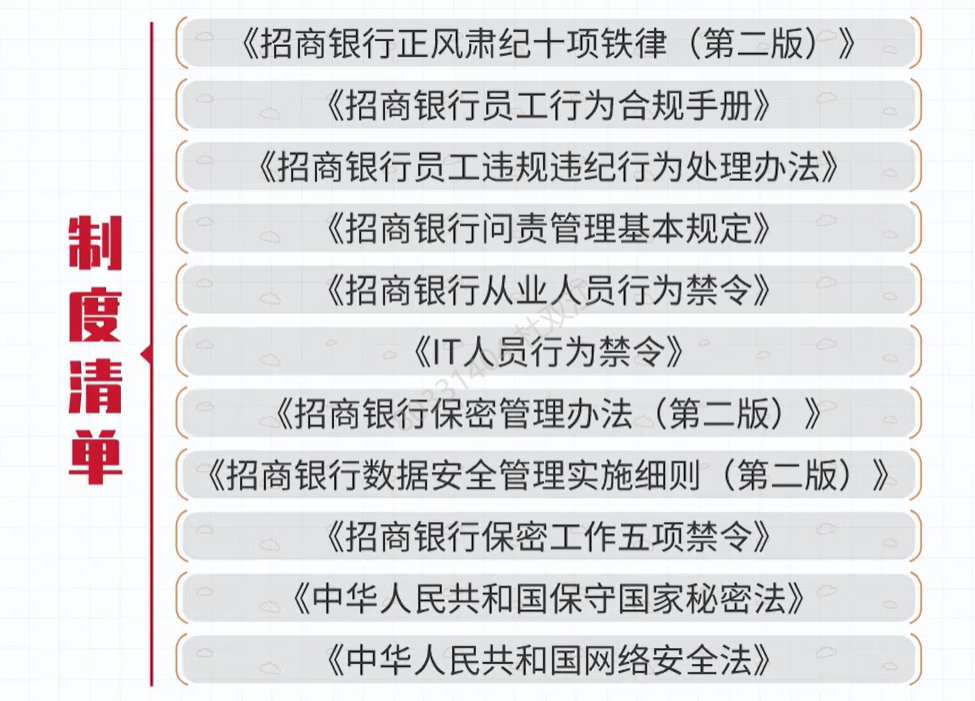 制度清单
《招商银行正风肃纪十项铁律（第二版）》
《招商银行员工行为合规手册》
《招商银行员工违规违纪行为处理办法》
《招商银行问责管理基本规定》
《招商银行从业人员行为禁令》
《IT人员行为禁令》
《招商银行保密管理办法（第二版）》
《招商银行数据安全管理实施细则（第二版）》
《招商银行保密工作五项禁令》
《中华人民共和国保守国家秘密法》
《中华人民共和国网络安全法》